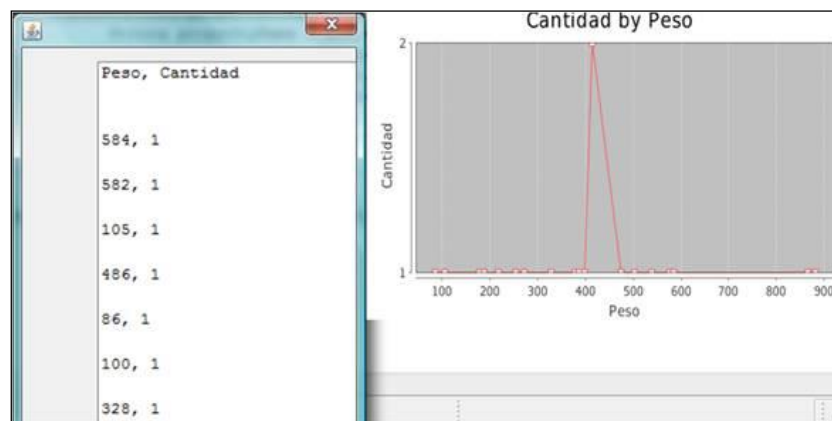 Peso, Cantidad
584, 1
582, 1
105, 1
486, 1
86, 1
100, 1
328, 1
Cantidad by Peso
2
Cantidad
1
100 200 300 400 500 600 700 800 900
Peso